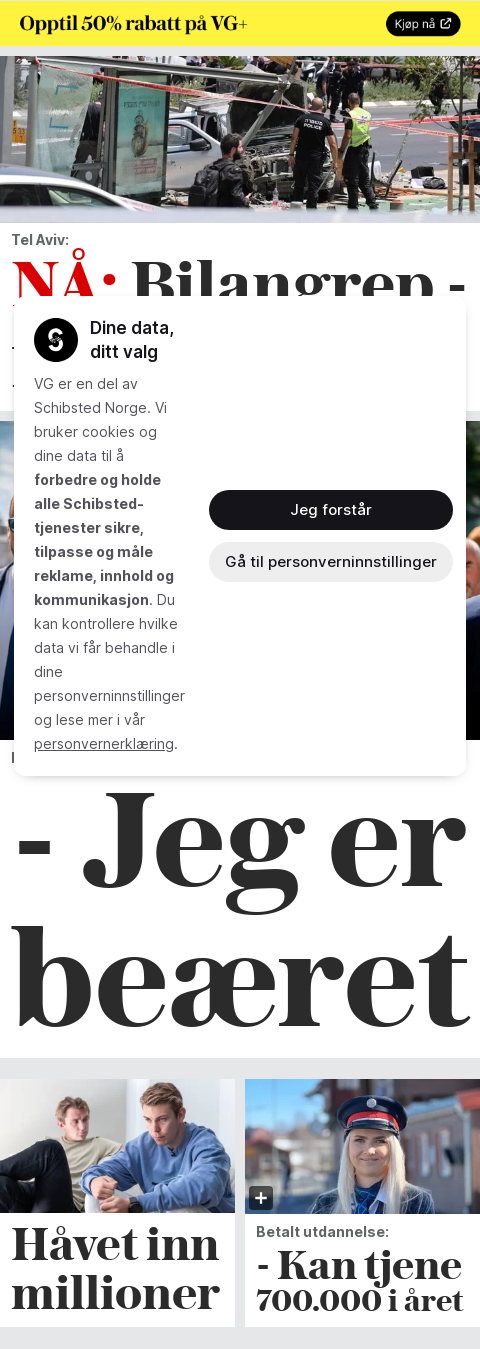 Opptil 50% rabatt på VG+
Kjøp nå
POLICE
Tel Aviv:
NÅ: Bilangrep -
Dine data,
ditt valg
VG er en del av
Schibsted Norge. Vi
bruker cookies og
dine data til å
forbedre og holde
alle Schibsted-
tjenester sikre,
tilpasse og måle
reklame, innhold og
kommunikasjon. Du
kan kontrollere hvilke
data vi får behandle i
dine
personverninnstillinger
og lese mer i vår
personvernerklæring.
Jeg forstår
Gå til personverninnstillinger
- Jeg er
beæret
Håvet inn
millioner
Betalt utdannelse:
- Kan tjene
700.000 i året